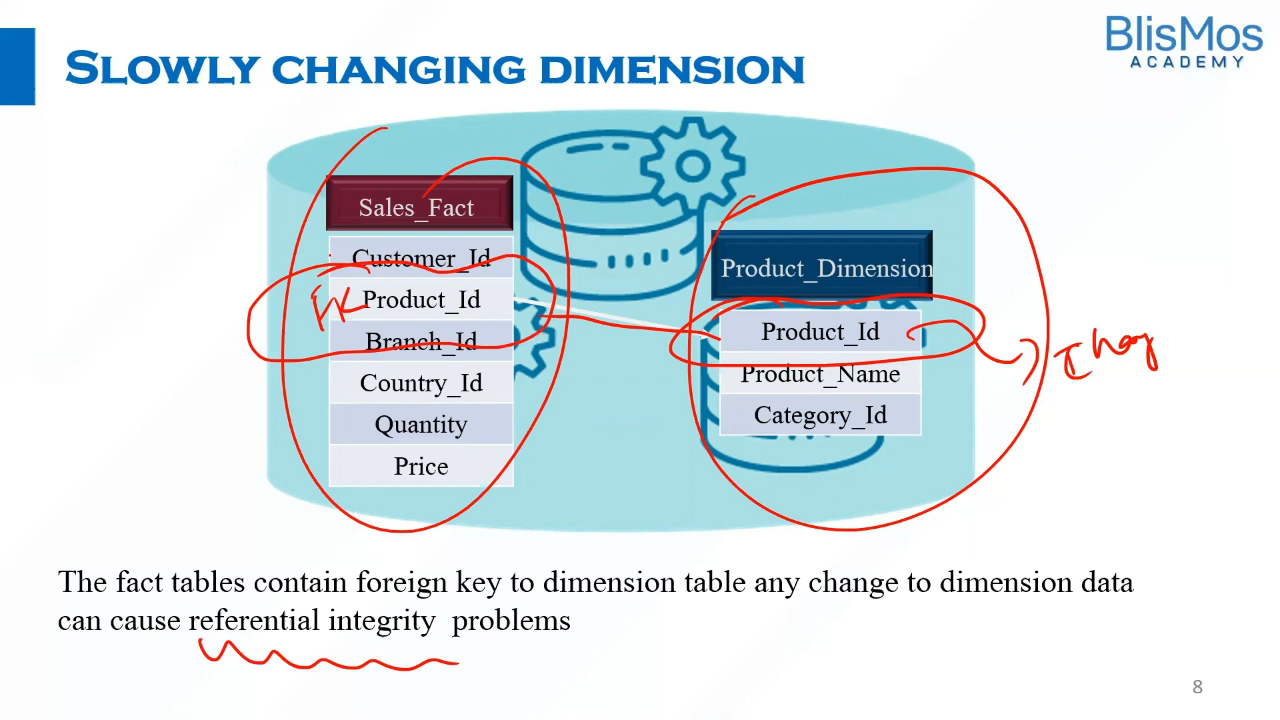 BlisMos
ACADEMY
SLOWLY CHANGING DIMENSION
Sales_Fact
Customer_Id
Product_Id
Branch_Id
Country_Id
Quantity
Price
Product_Dimension
Product_Id
Product_Name
Category_Id
The fact tables contain foreign key to dimension table any change to dimension data
can cause referential integrity problems
8